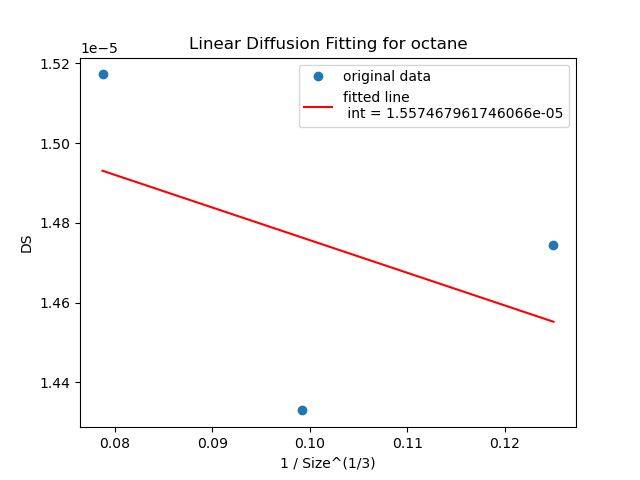 Linear Diffusion Fitting for octane
1e−5
1.52
1.50
1.48
1.46
1.44
DS
original data
fitted line
int = 1.557467961746066e-05
0.08 0.09 0.10 0.11 0.12
1 / Size^(1/3)